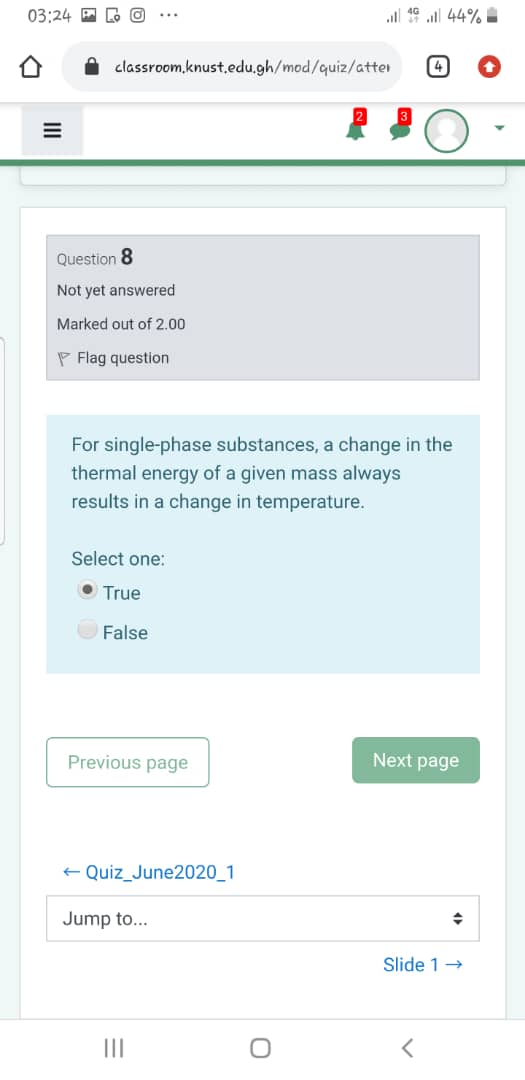 03:24 ... 4G 44%
classroom.knust.edu.gh/mod/quiz/atter 4
2 3
Question 8
Not yet answered
Marked out of 2.00
Flag question
For single-phase substances, a change in the
thermal energy of a given mass always
results in a change in temperature.
Select one:
True
False
Previous page Next page
← Quiz_June2020_1
Jump to...
Slide 1 →